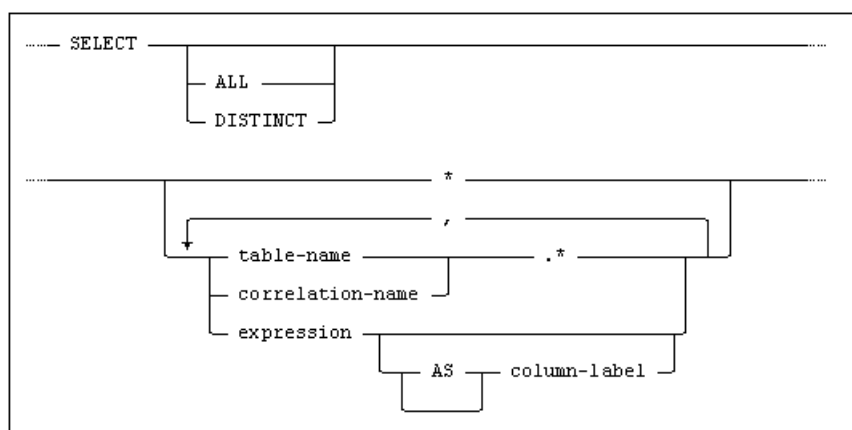 SELECT
ALL
DISTINCT
*
,
table-name .*
correlation-name
expression
AS column-label